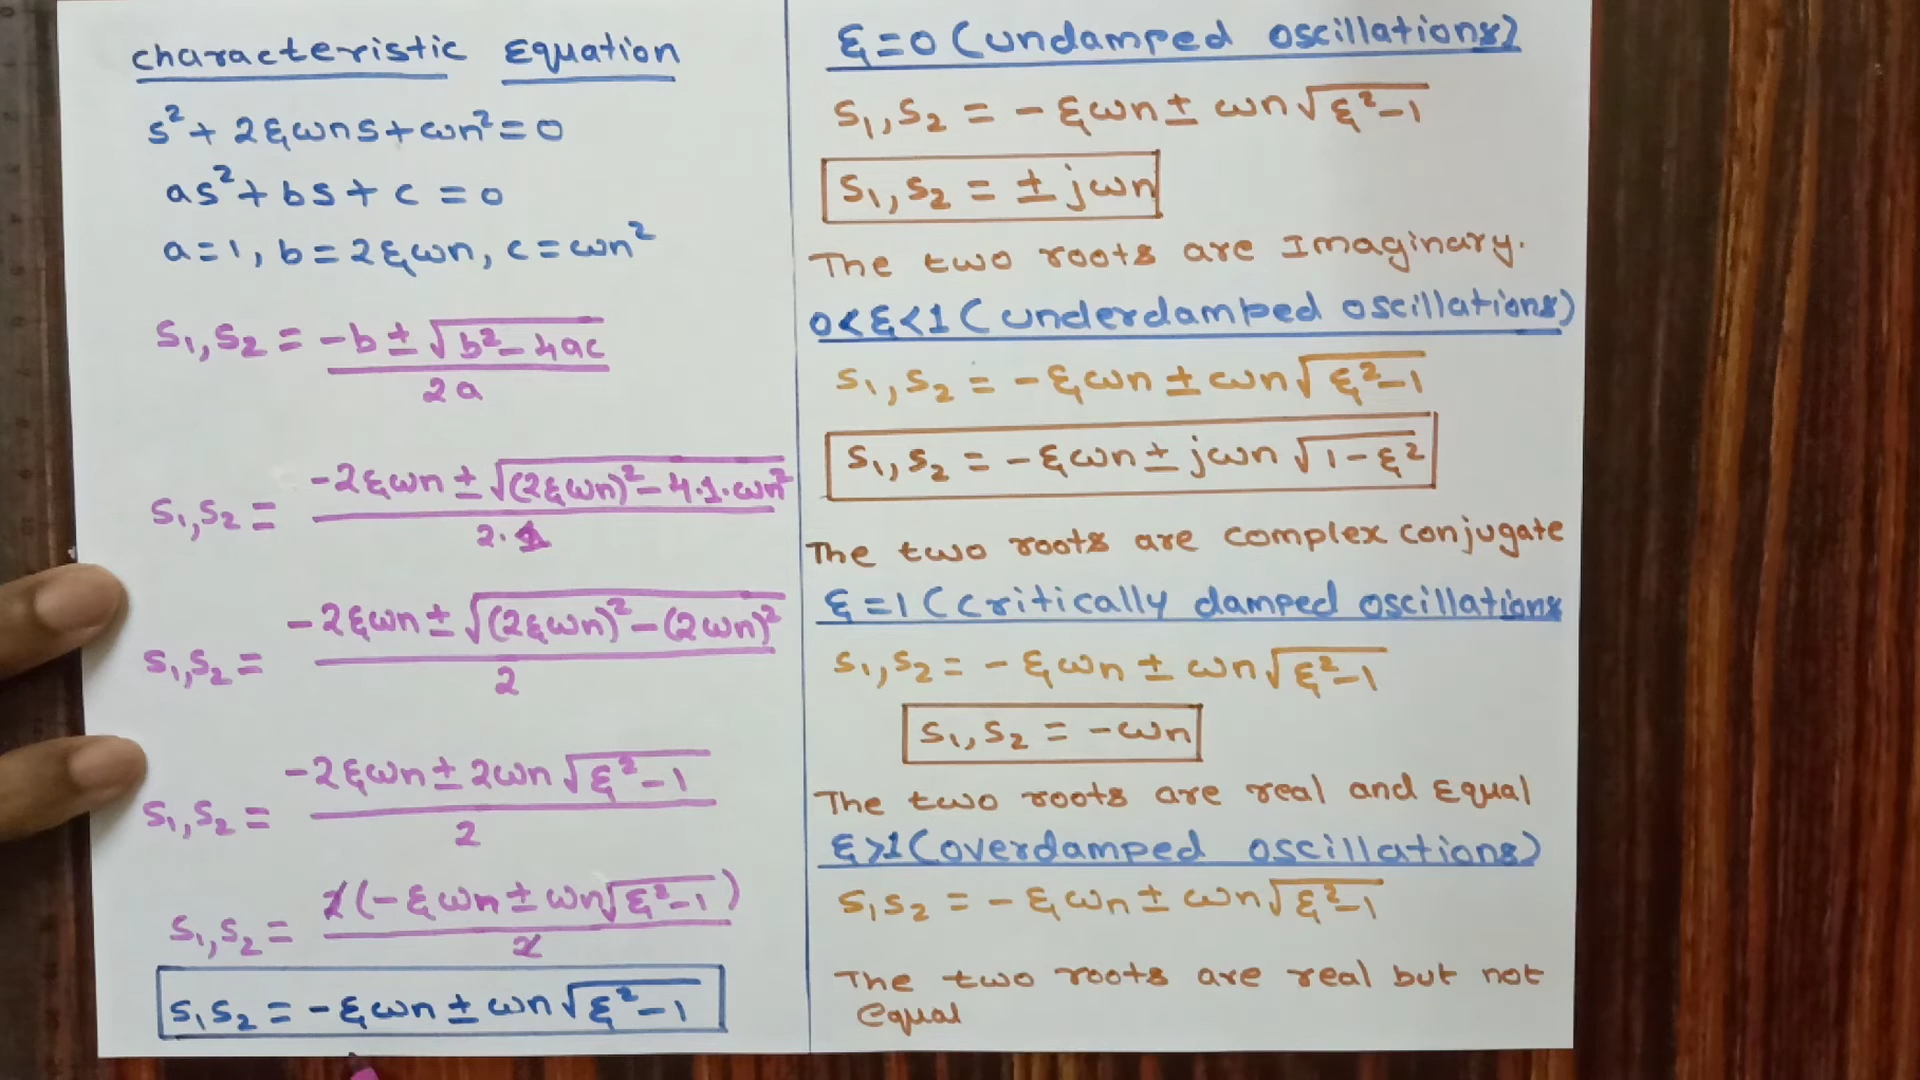 characteristic Equation
s²+ 2ξωns+ωn²=0
as²+bs+c=0
a=1, b=2ξωn, c=ωn²
S₁,S₂ = -b±√b²-4ac
2a
S₁,S₂ = -2ξωn±√(2ξωn)²-4.1.ωn²
2.1
S₁,S₂ = -2ξωn±√(2ξωn)²-(2ωn)²
2
S₁,S₂ = -2ξωn±2ωn√ξ²-1
2
S₁,S₂ = 2(-ξωn±ωn√ξ²-1)
2
S₁S₂ = -ξωn±ωn√ξ²-1
ξ=0 (undamped oscillations)
S₁,S₂ = -ξωn±ωn√ξ²-1
S₁,S₂ = ±jωn
The two roots are Imaginary.
0<ξ<1 (underdamped oscillations)
S₁,S₂ = -ξωn±ωn√ξ²-1
S₁,S₂ = -ξωn±jωn√1-ξ²
The two roots are complex conjugate
ξ=1 (critically damped oscillations
S₁,S₂ = -ξωn±ωn√ξ²-1
S₁,S₂ = -ωn
The two roots are real and Equal
ξ>1 (overdamped oscillations)
S₁S₂ = -ξωn±ωn√ξ²-1
The two roots are real but not
equal